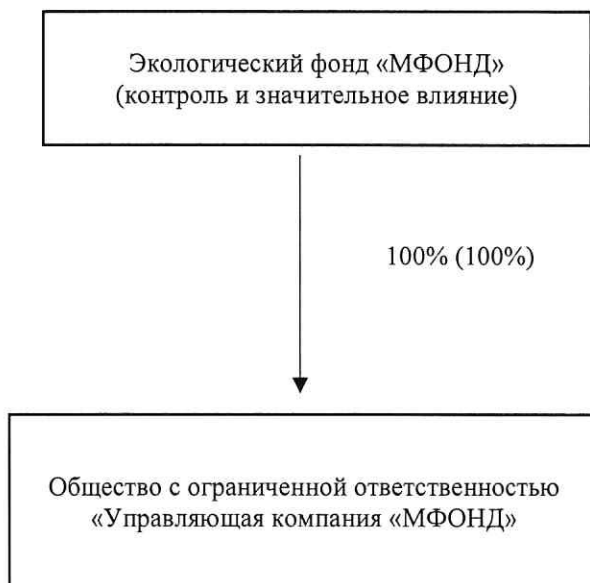 Экологический фонд «МФОНД»
(контроль и значительное влияние)
100% (100%)
Общество с ограниченной ответственностью
«Управляющая компания «МФОНД»